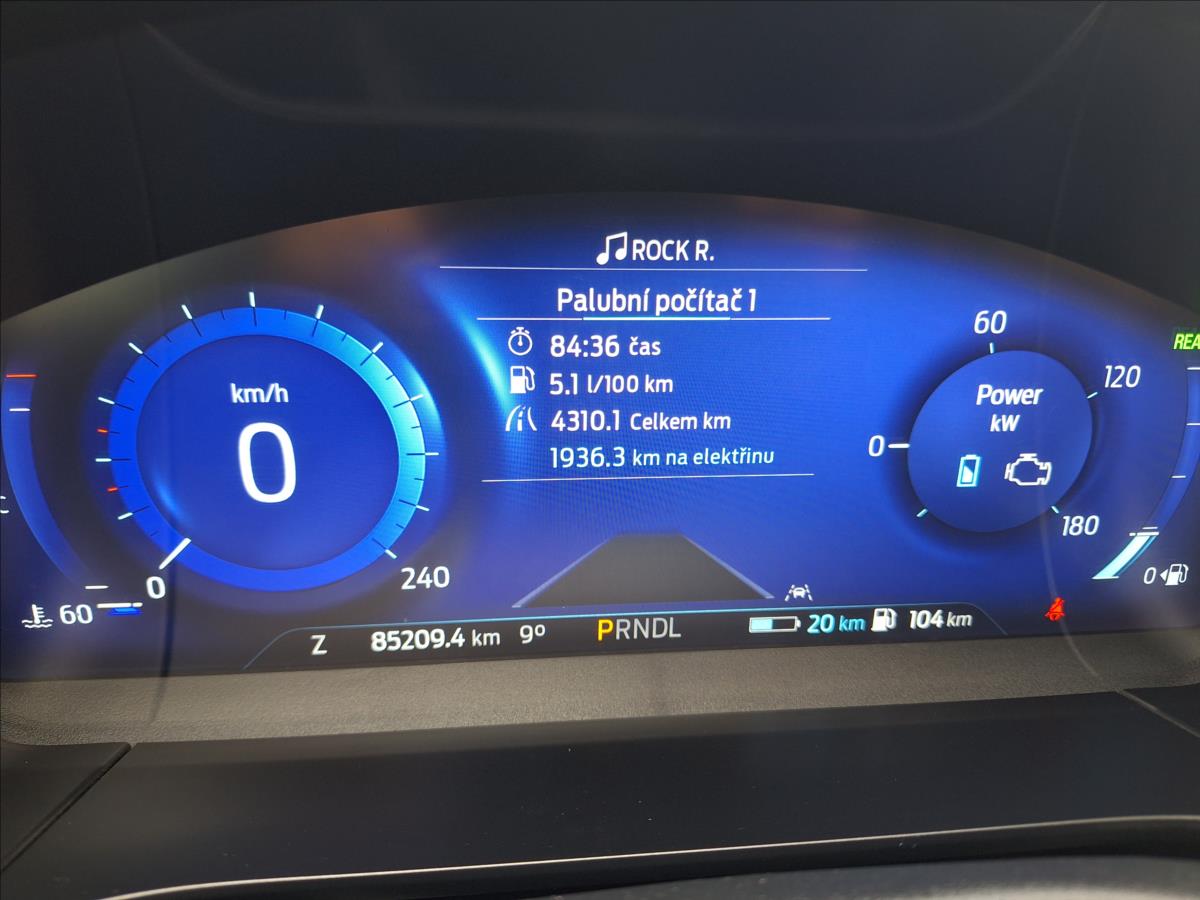 ROCK R.
Palubní počítač 1
84:36 čas
5.1 l/100 km
4310.1 Celkem km
1936.3 km na elektřinu
km/h
0
0
240
60
Power
kW
0
60
120
180
REA
0
C
Z 85209.4 km 9° PRNDL 20 km 104 km